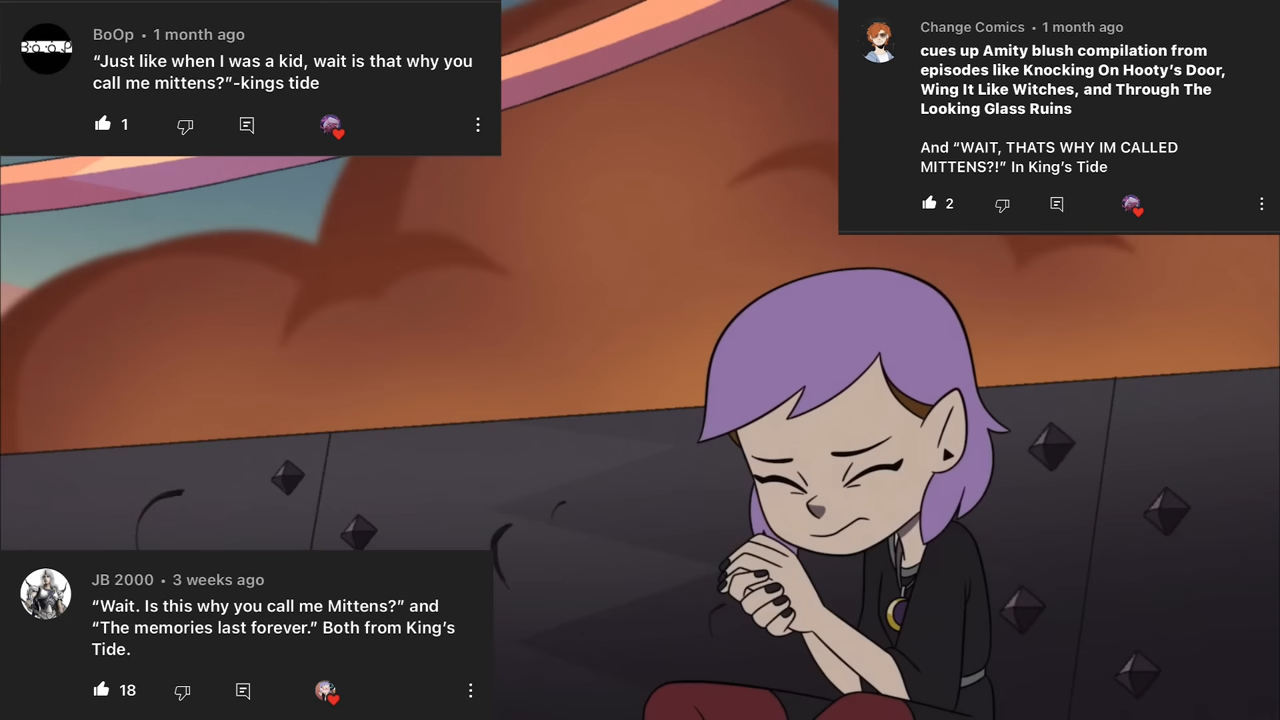 BoOp • 1 month ago
“Just like when I was a kid, wait is that why you
call me mittens?”-kings tide
1
Change Comics • 1 month ago
cues up Amity blush compilation from
episodes like Knocking On Hooty’s Door,
Wing It Like Witches, and Through The
Looking Glass Ruins
And “WAIT, THATS WHY IM CALLED
MITTENS?!” In King’s Tide
2
JB 2000 • 3 weeks ago
“Wait. Is this why you call me Mittens?” and
“The memories last forever.” Both from King’s
Tide.
18